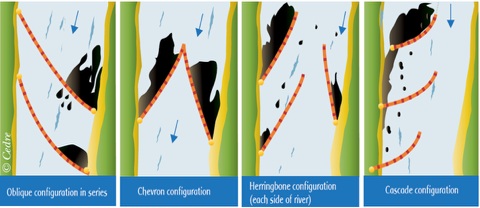 © Cedre
Oblique configuration in series
Chevron configuration
Herringbone configuration
(each side of river)
Cascade configuration